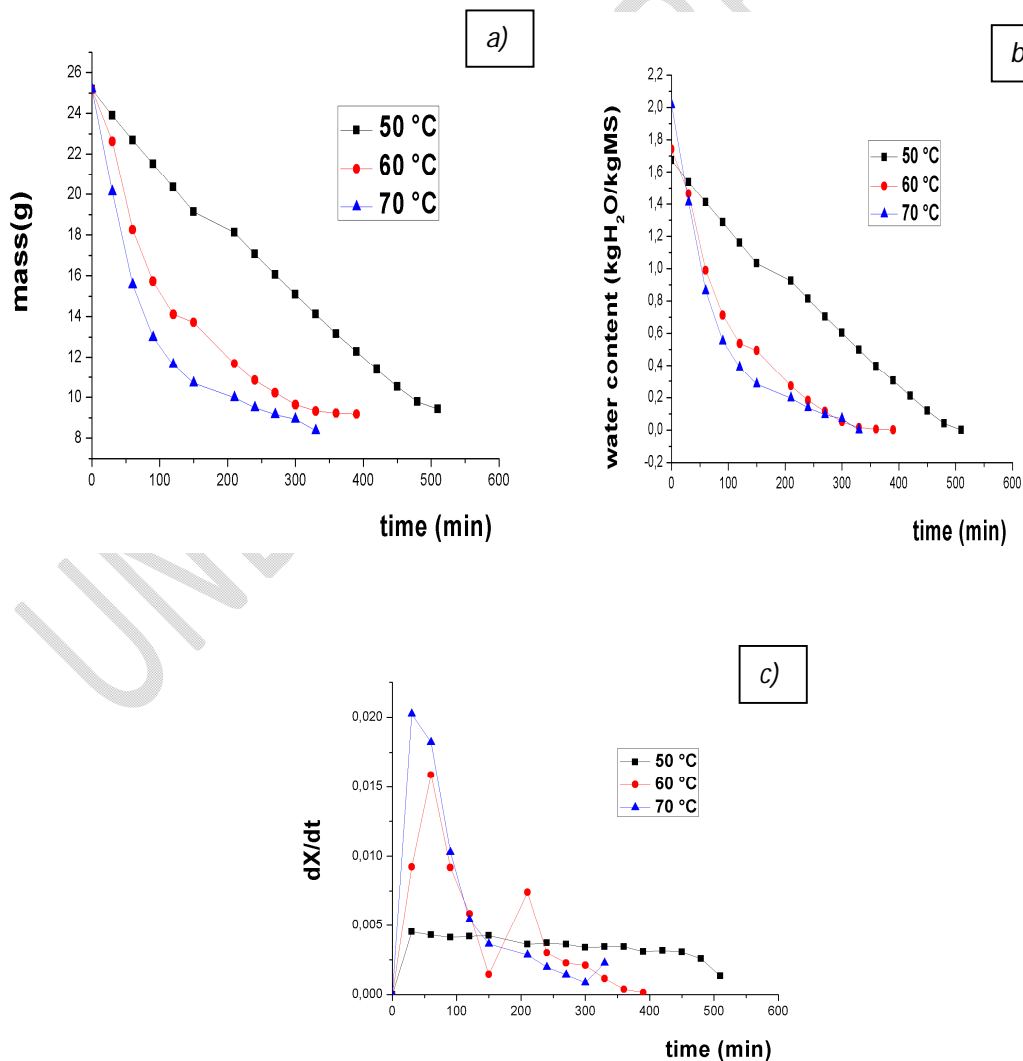 a)
26
24
22
20
18
16
14
12
10
8
mass(g)
50 °C
60 °C
70 °C
0 100 200 300 400 500 600
time (min)
b
2,2
2,0
1,8
1,6
1,4
1,2
1,0
0,8
0,6
0,4
0,2
0,0
-0,2
water content (kgH₂O/kgMS)
50 °C
60 °C
70 °C
0 100 200 300 400 500 600
time (min)
c)
0,020
0,015
0,010
0,005
0,000
dX/dt
50 °C
60 °C
70 °C
0 100 200 300 400 500 600
time (min)